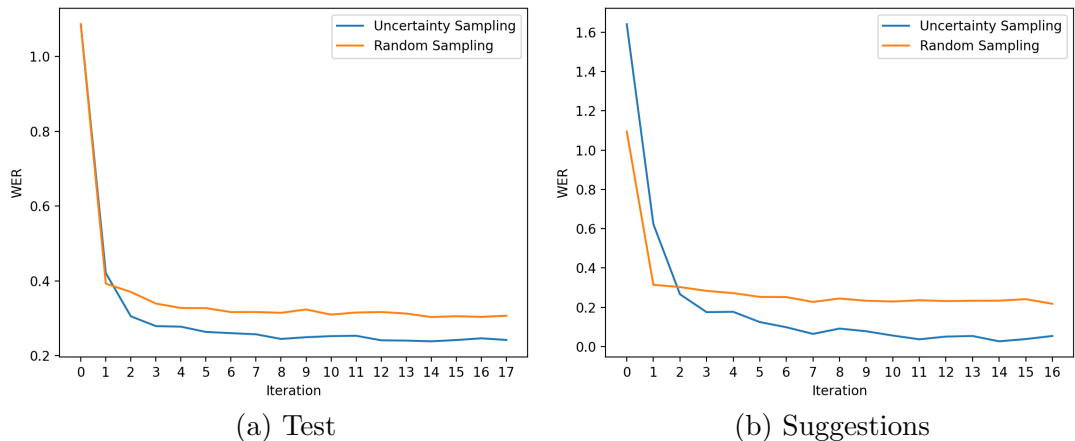 Uncertainty Sampling
Random Sampling
1.0
0.8
0.6
0.4
0.2
WER
0 1 2 3 4 5 6 7 8 9 10 11 12 13 14 15 16 17
Iteration
(a) Test
Uncertainty Sampling
Random Sampling
1.6
1.4
1.2
1.0
0.8
0.6
0.4
0.2
0.0
WER
0 1 2 3 4 5 6 7 8 9 10 11 12 13 14 15 16
Iteration
(b) Suggestions